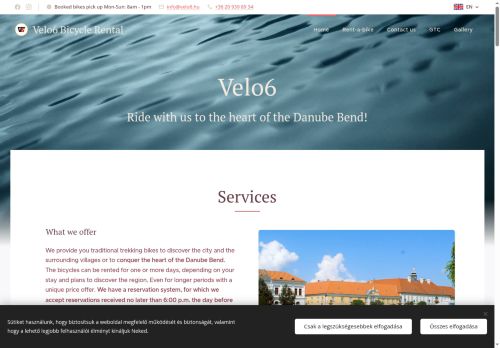 Booked bikes pick up Mon-Sun: 8am - 1pm
info@velo6.hu
+36 20 930 69 34
EN
Velo6 Bicycle Rental
Home
Rent-a-bike
Contact us
GTC
Gallery
Velo6
Ride with us to the heart of the Danube Bend!
Services
What we offer
We provide you traditional trekking bikes to discover the city and the
surrounding villages or to conquer the heart of the Danube Bend.
The bicycles can be rented for one or more days, depending on your
stay and plans to discover the region. Even for longer periods with a
unique price offer. We have a reservation system, for which we
accept reservations received no later than 6:00 p.m. the day before
Sütiket használunk, hogy biztosítsuk a weboldal megfelelő működését és biztonságát, valamint
hogy a lehető legjobb felhasználói élményt kínáljuk Neked.
Csak a legszükségesebbek elfogadása
Összes elfogadása